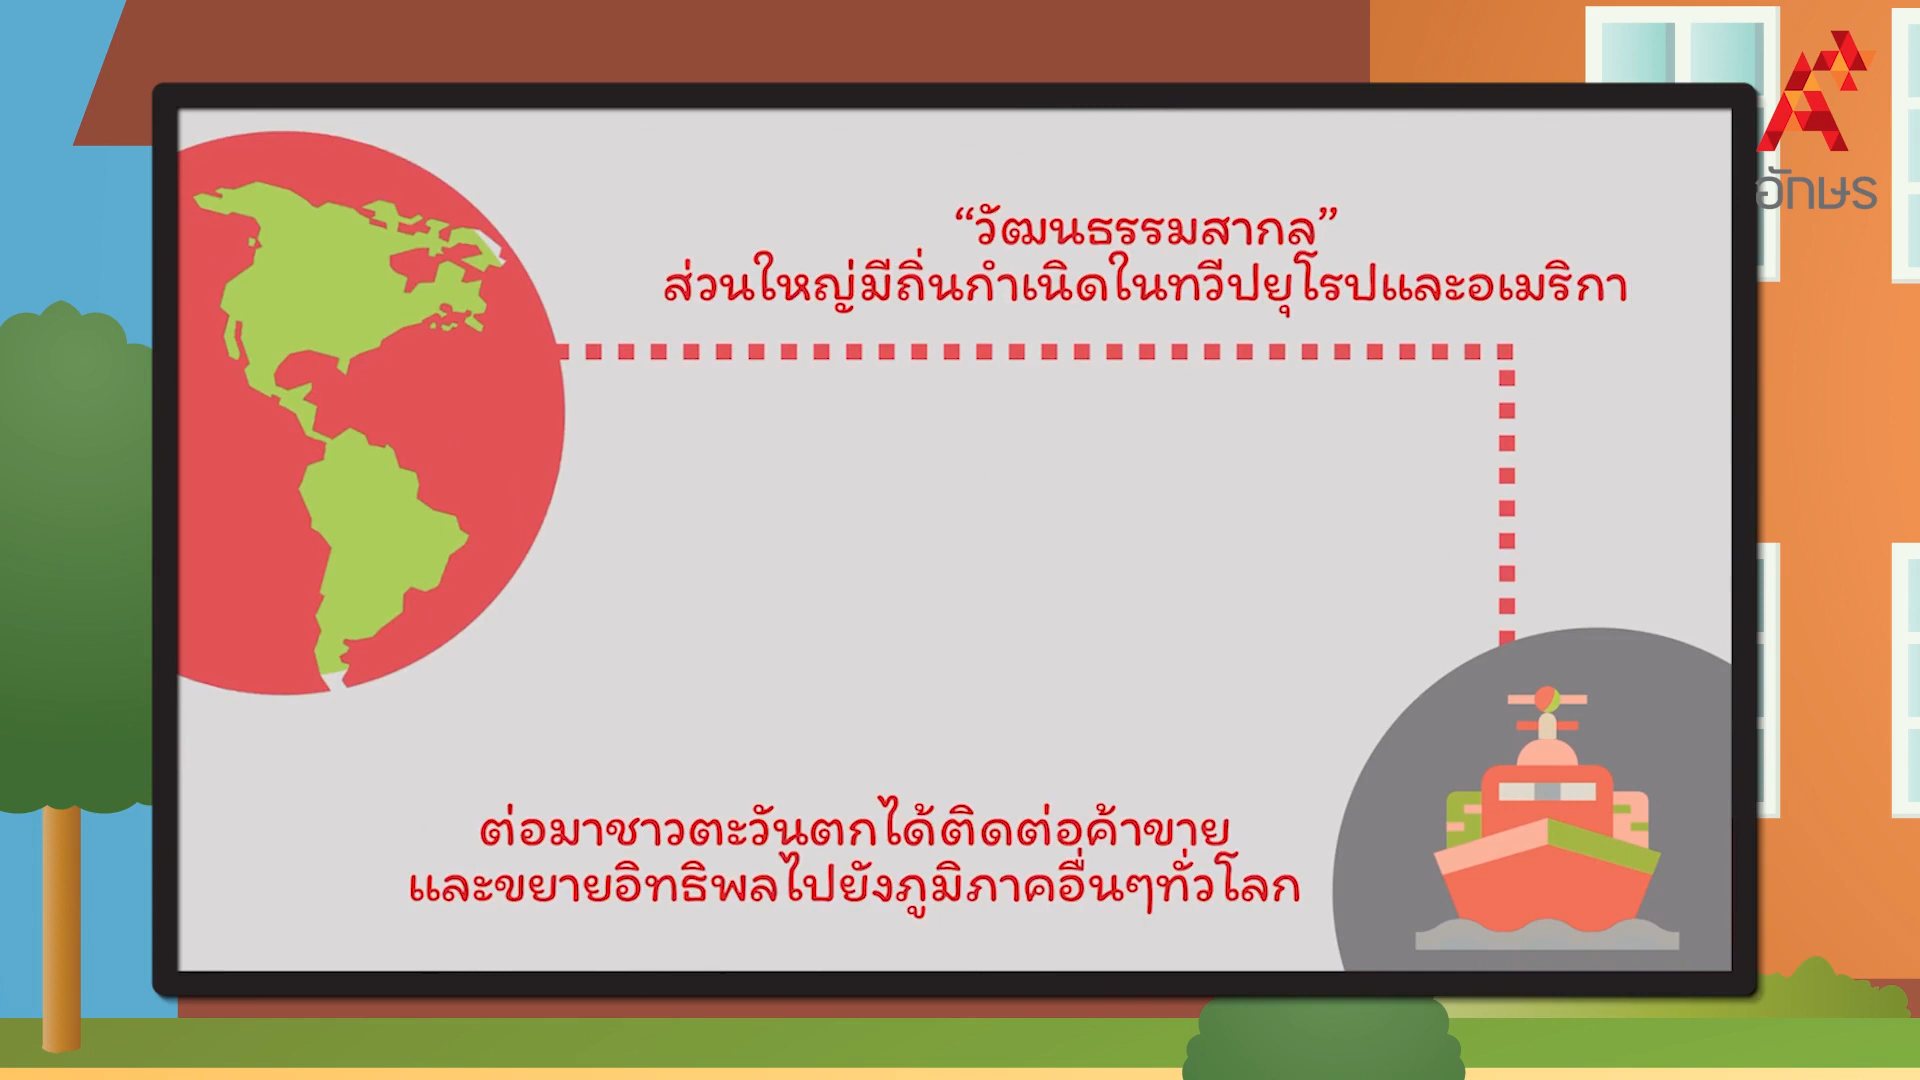 อักษร
“วัฒนธรรมสากล”
ส่วนใหญ่มีถิ่นกำเนิดในทวีปยุโรปและอเมริกา
ต่อมาชาวตะวันตกได้ติดต่อค้าขาย
และขยายอิทธิพลไปยังภูมิภาคอื่นๆทั่วโลก